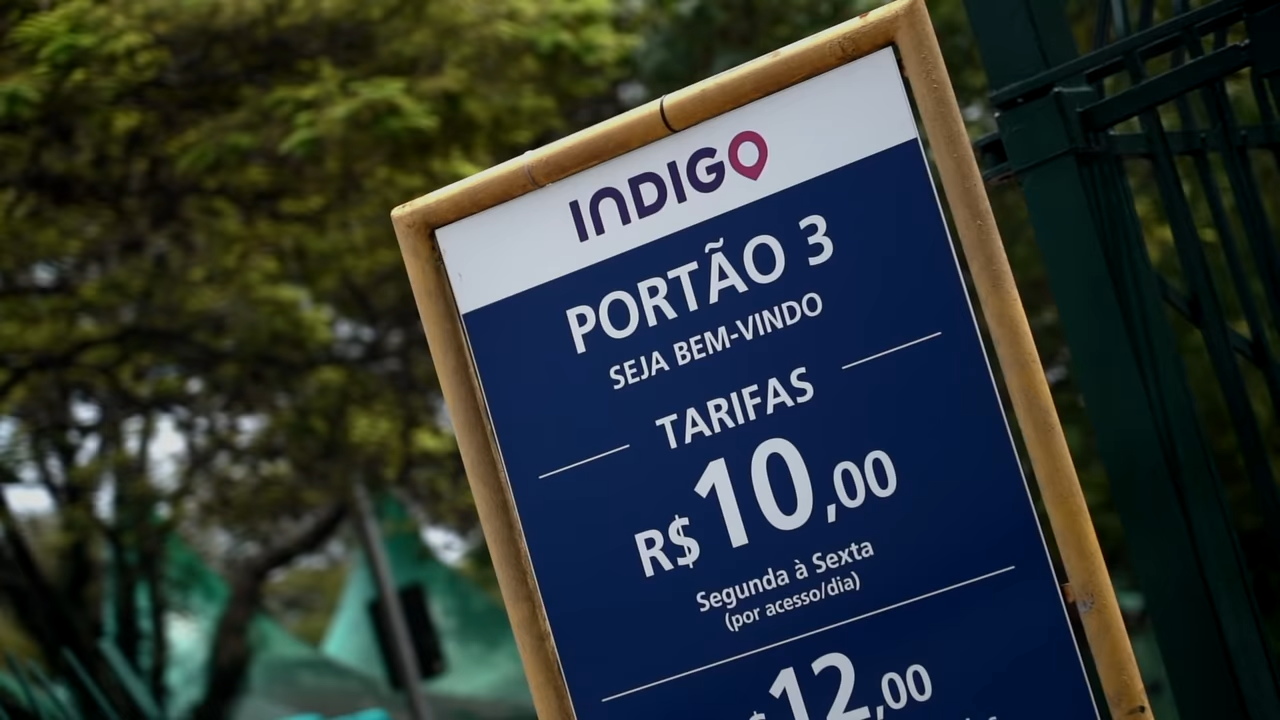 INDIGO
PORTÃO 3
SEJA BEM-VINDO
TARIFAS
R$ 10,00
Segunda à Sexta
(por acesso/dia)
$ 12,00